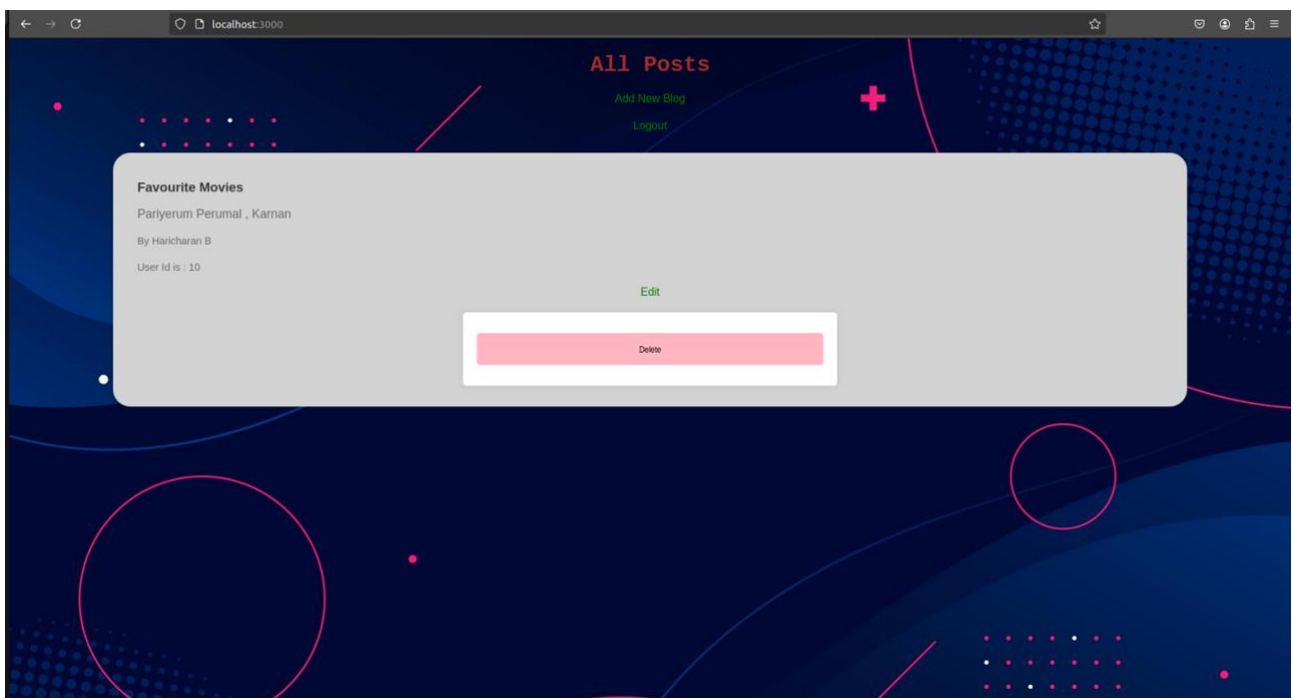 localhost:3000
All Posts
Add New Blog
Logout
Favourite Movies
Pariyerum Perumal , Karnan
By Haricharan B
User Id is : 10
Edit
Delete